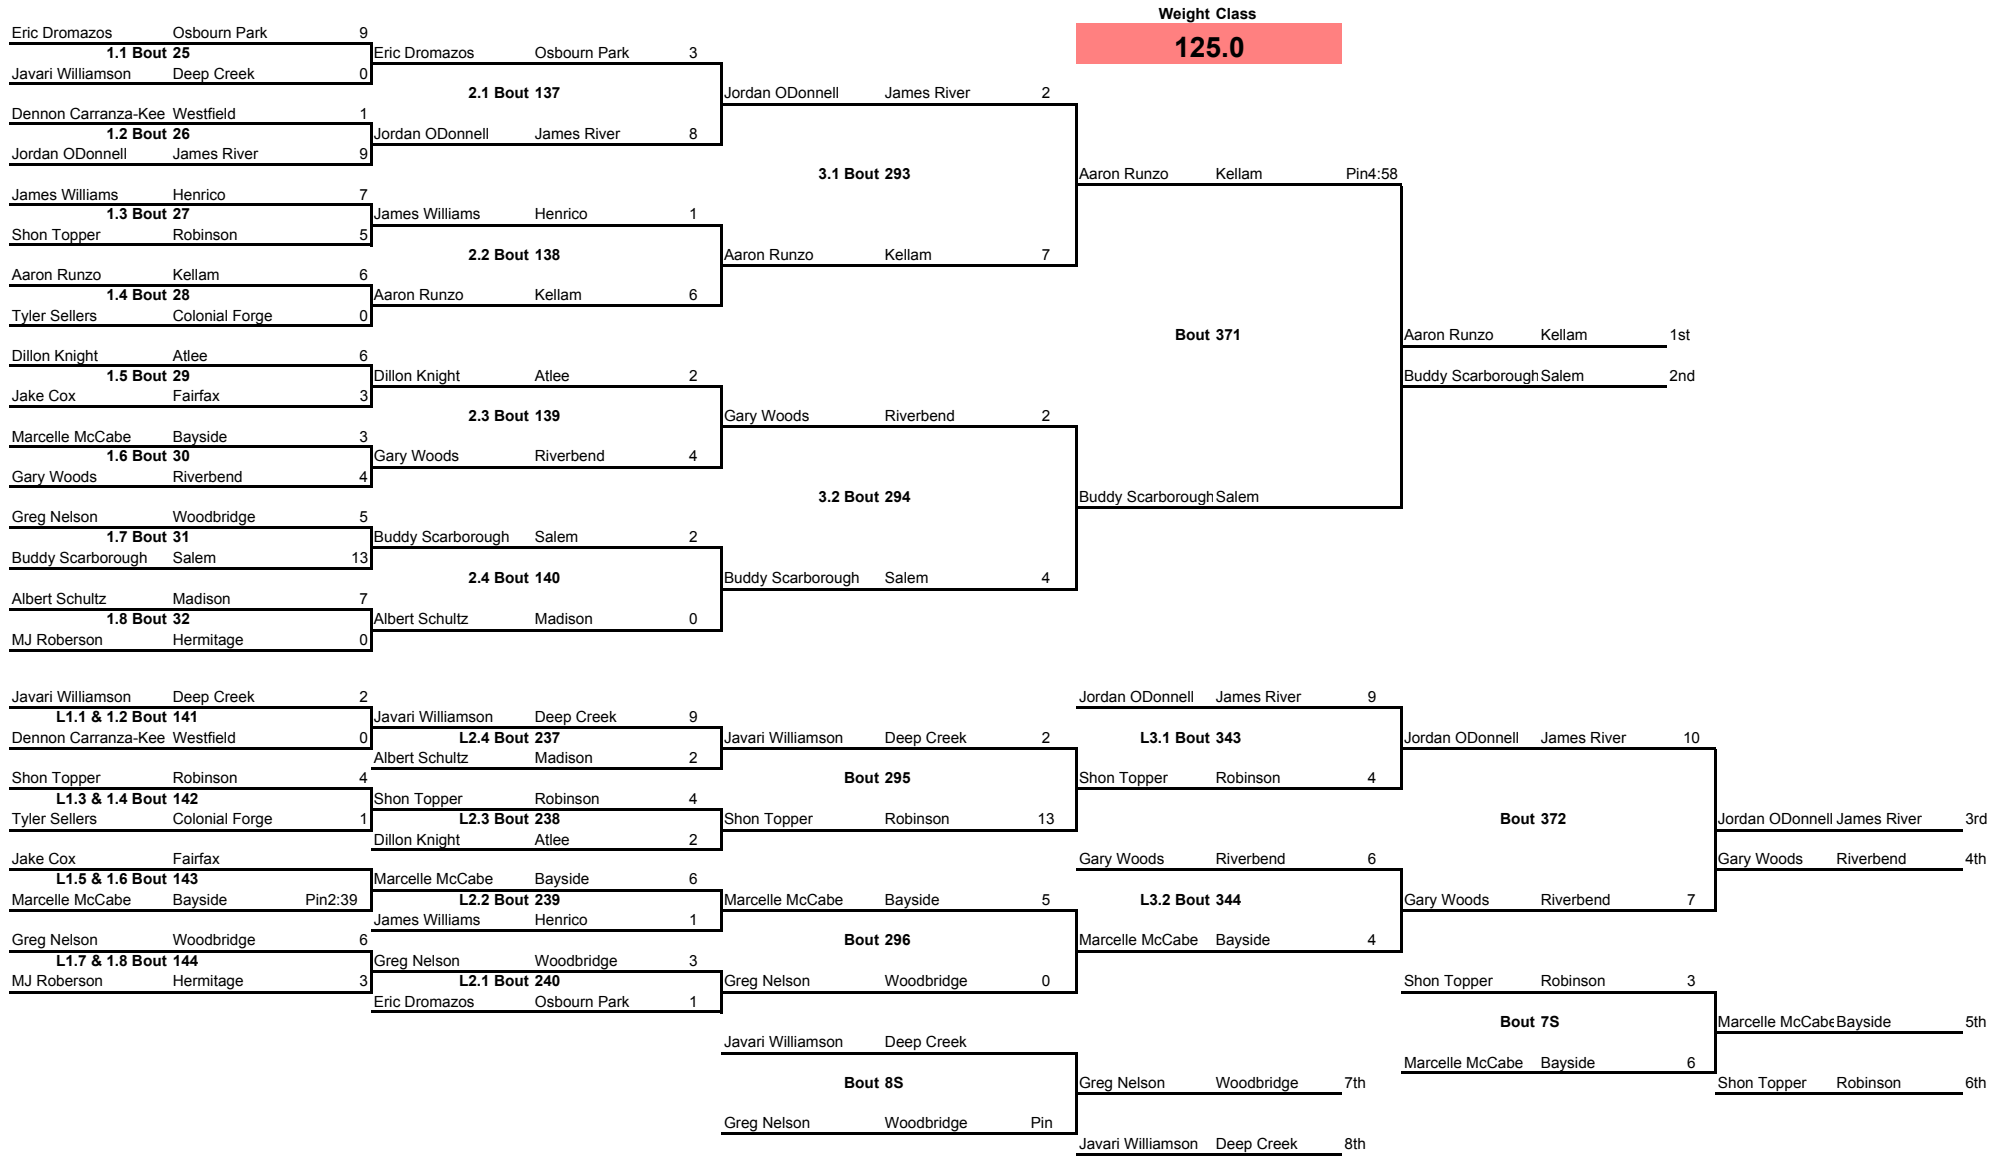 Weight Class
125.0
Eric Dromazos Osbourn Park 9
1.1 Bout 25
Javari Williamson Deep Creek 0
Dennon Carranza-Kee Westfield 1
1.2 Bout 26
Jordan ODonnell James River 9
James Williams Henrico 7
1.3 Bout 27
Shon Topper Robinson 5
Aaron Runzo Kellam 6
1.4 Bout 28
Tyler Sellers Colonial Forge 0
Dillon Knight Atlee 6
1.5 Bout 29
Jake Cox Fairfax 3
Marcelle McCabe Bayside 3
1.6 Bout 30
Gary Woods Riverbend 4
Greg Nelson Woodbridge 5
1.7 Bout 31
Buddy Scarborough Salem 13
Albert Schultz Madison 7
1.8 Bout 32
MJ Roberson Hermitage 0
Eric Dromazos Osbourn Park 3
2.1 Bout 137
Jordan ODonnell James River 8
James Williams Henrico 1
2.2 Bout 138
Aaron Runzo Kellam 6
Dillon Knight Atlee 2
2.3 Bout 139
Gary Woods Riverbend 4
Buddy Scarborough Salem 2
2.4 Bout 140
Albert Schultz Madison 0
Jordan ODonnell James River 2
3.1 Bout 293
Aaron Runzo Kellam 7
Gary Woods Riverbend 2
3.2 Bout 294
Buddy Scarborough Salem 4
Aaron Runzo Kellam Pin4:58
Bout 371
Buddy Scarborough Salem
Aaron Runzo Kellam 1st
Buddy Scarborough Salem 2nd
Javari Williamson Deep Creek 2
L1.1 & 1.2 Bout 141
Dennon Carranza-Kee Westfield 0
Shon Topper Robinson 4
L1.3 & 1.4 Bout 142
Tyler Sellers Colonial Forge 1
Jake Cox Fairfax
L1.5 & 1.6 Bout 143
Marcelle McCabe Bayside Pin2:39
Greg Nelson Woodbridge 6
L1.7 & 1.8 Bout 144
MJ Roberson Hermitage 3
Javari Williamson Deep Creek 9
L2.4 Bout 237
Albert Schultz Madison 2
Shon Topper Robinson 4
L2.3 Bout 238
Dillon Knight Atlee 2
Marcelle McCabe Bayside 6
L2.2 Bout 239
James Williams Henrico 1
Greg Nelson Woodbridge 3
L2.1 Bout 240
Eric Dromazos Osbourn Park 1
Javari Williamson Deep Creek 2
Bout 295
Shon Topper Robinson 13
Marcelle McCabe Bayside 5
Bout 296
Greg Nelson Woodbridge 0
Javari Williamson Deep Creek
Bout 8S
Greg Nelson Woodbridge Pin
Jordan ODonnell James River 9
L3.1 Bout 343
Shon Topper Robinson 4
Gary Woods Riverbend 6
L3.2 Bout 344
Marcelle McCabe Bayside 4
Greg Nelson Woodbridge 7th
Javari Williamson Deep Creek 8th
Jordan ODonnell James River 10
Bout 372
Gary Woods Riverbend 7
Shon Topper Robinson 3
Bout 7S
Marcelle McCabe Bayside 6
Jordan ODonnell James River 3rd
Gary Woods Riverbend 4th
Marcelle McCabe Bayside 5th
Shon Topper Robinson 6th